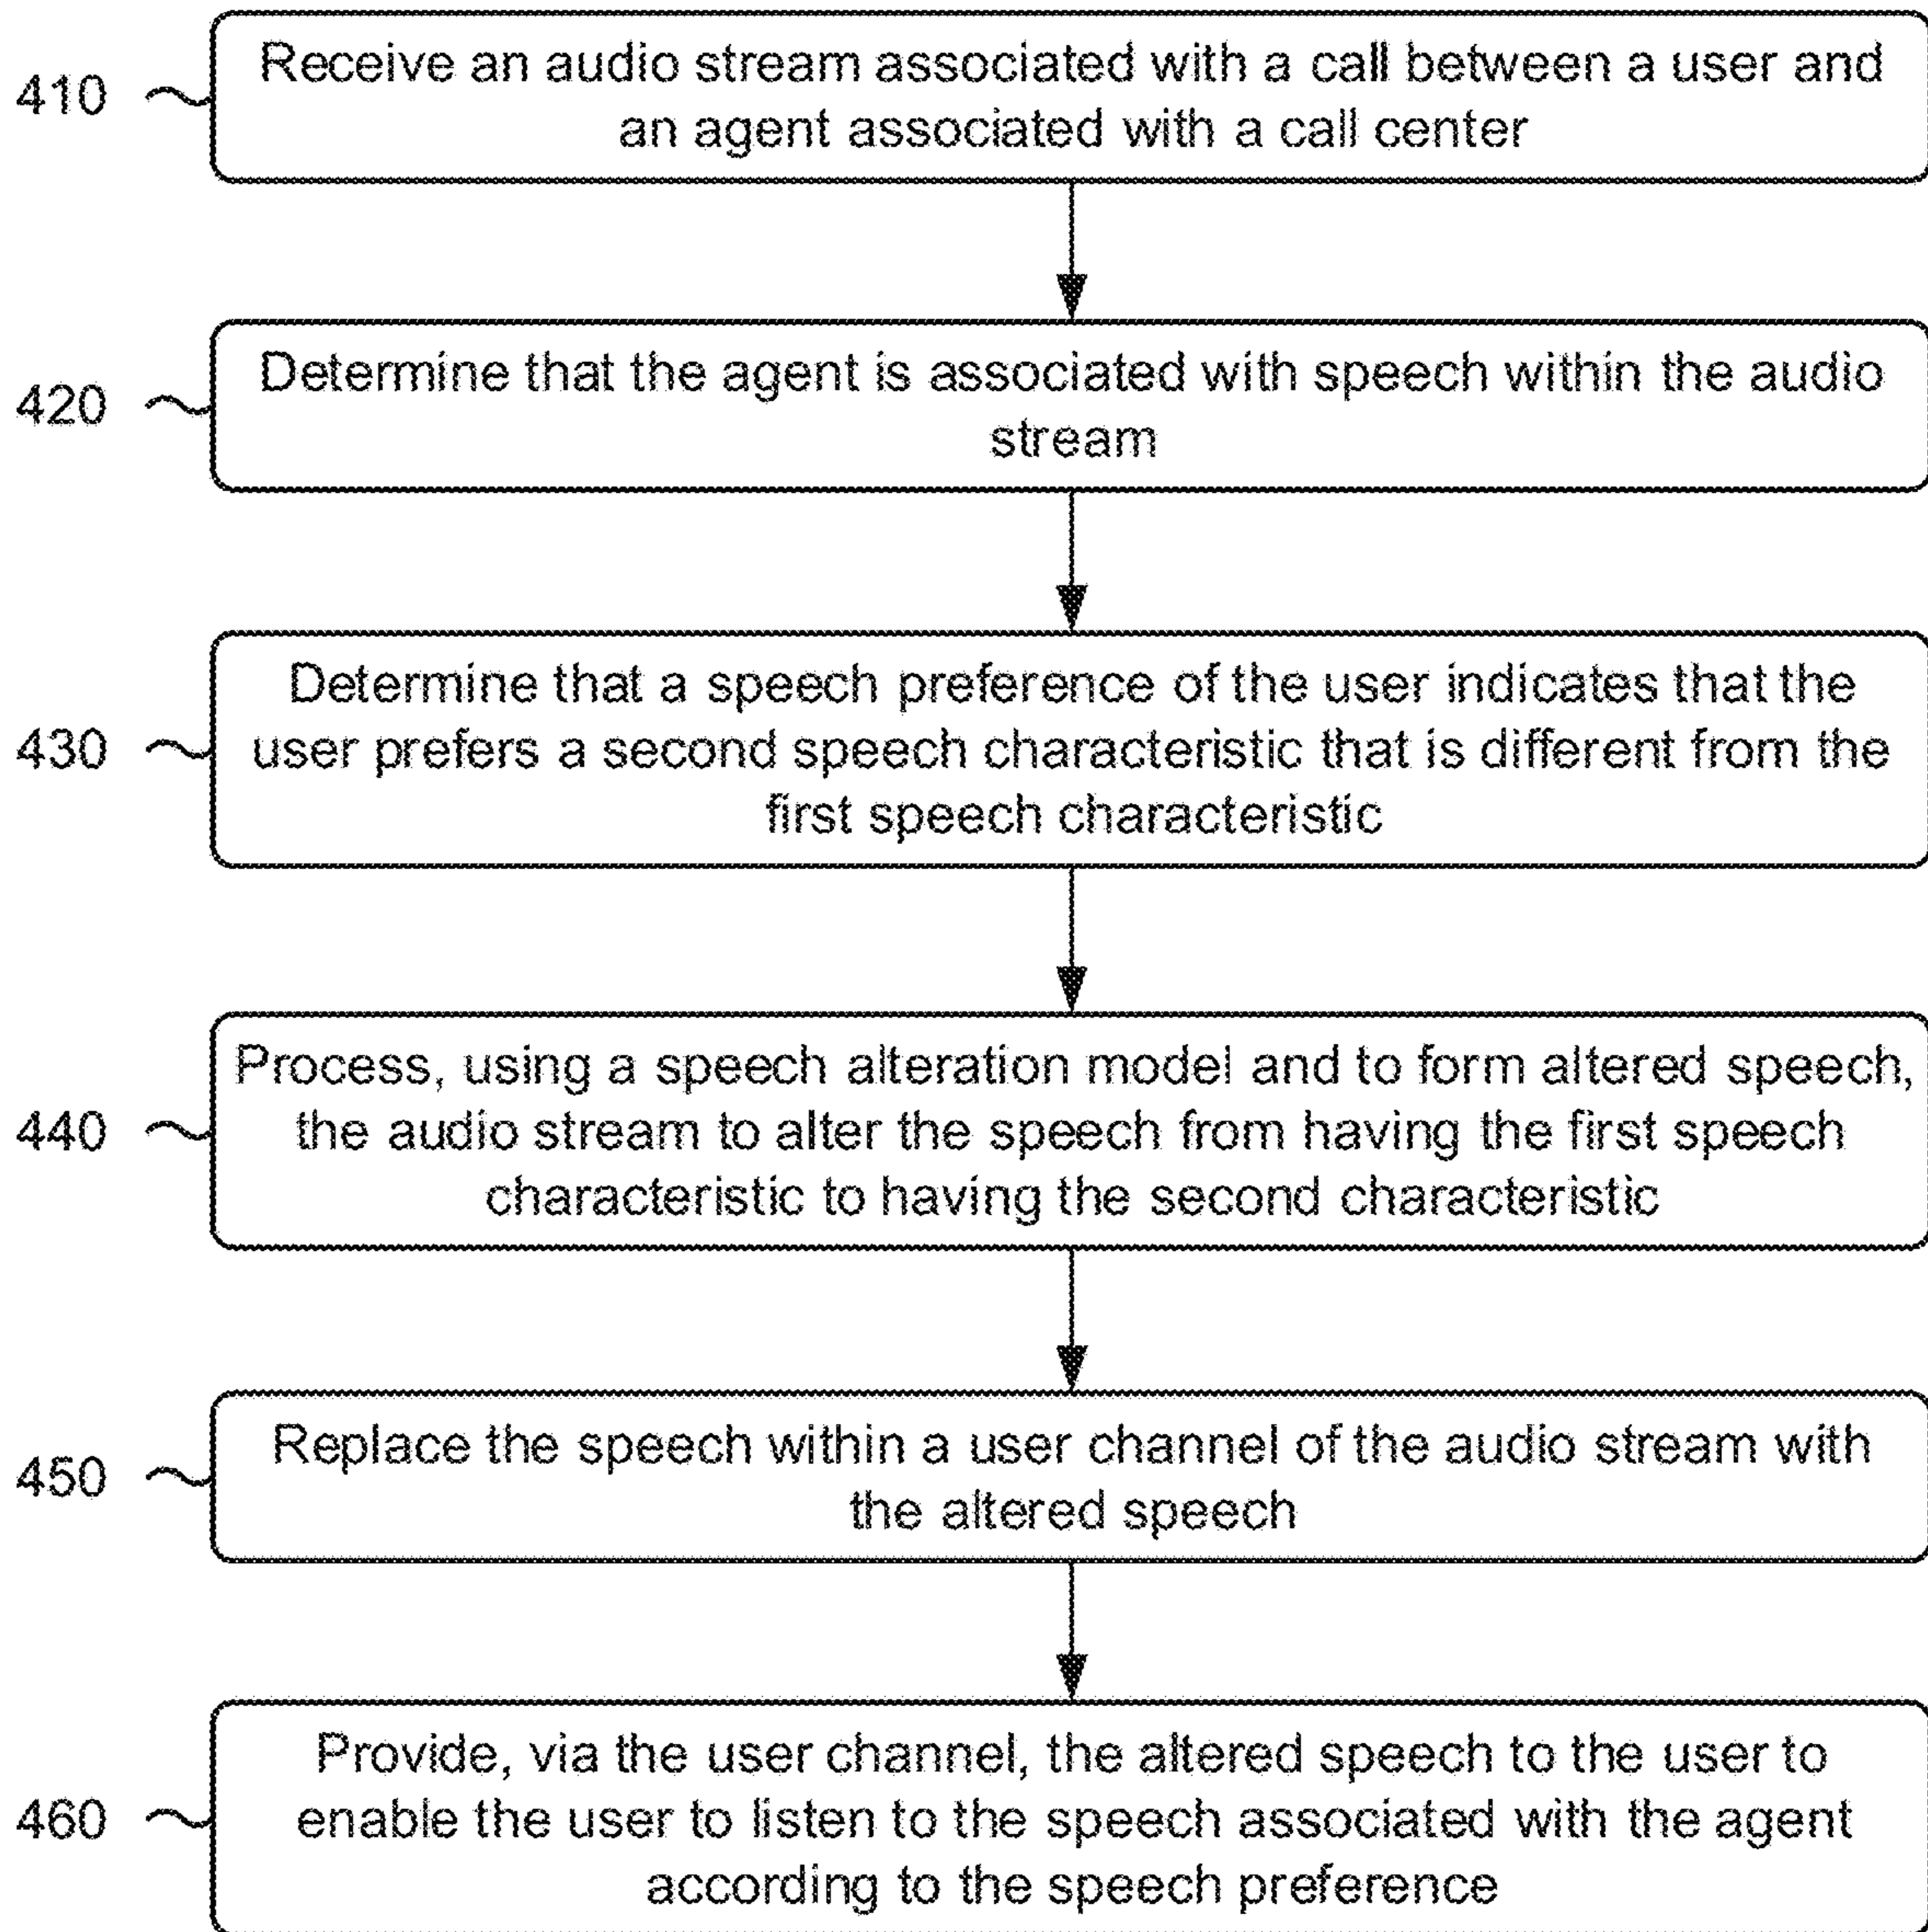 410
Receive an audio stream associated with a call between a user and
an agent associated with a call center
420
Determine that the agent is associated with speech within the audio
stream
430
Determine that a speech preference of the user indicates that the
user prefers a second speech characteristic that is different from the
first speech characteristic
440
Process, using a speech alteration model and to form altered speech,
the audio stream to alter the speech from having the first speech
characteristic to having the second characteristic
450
Replace the speech within a user channel of the audio stream with
the altered speech
460
Provide, via the user channel, the altered speech to the user to
enable the user to listen to the speech associated with the agent
according to the speech preference